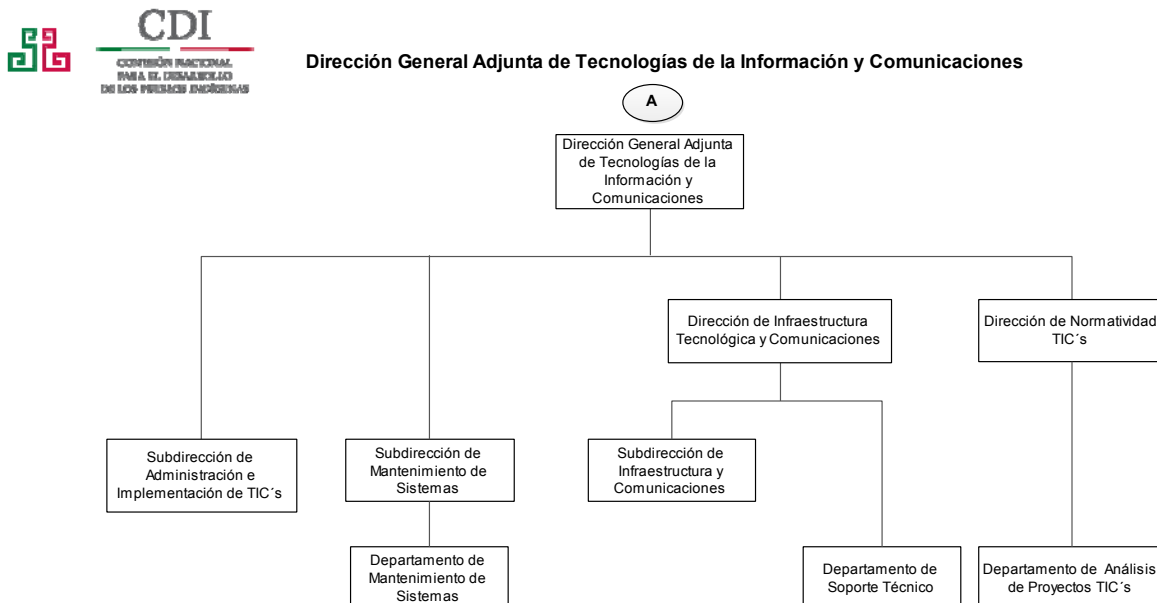 CDI
COMISIÓN NACIONAL
PARA EL DESARROLLO
DE LOS PUEBLOS INDÍGENAS
Dirección General Adjunta de Tecnologías de la Información y Comunicaciones
A
Dirección General Adjunta
de Tecnologías de la
Información y
Comunicaciones
Dirección de Infraestructura
Tecnológica y Comunicaciones
Dirección de Normatividad
TIC´s
Subdirección de
Administración e
Implementación de TIC´s
Subdirección de
Mantenimiento de
Sistemas
Subdirección de
Infraestructura y
Comunicaciones
Departamento de
Mantenimiento de
Sistemas
Departamento de
Soporte Técnico
Departamento de Análisis
de Proyectos TIC´s